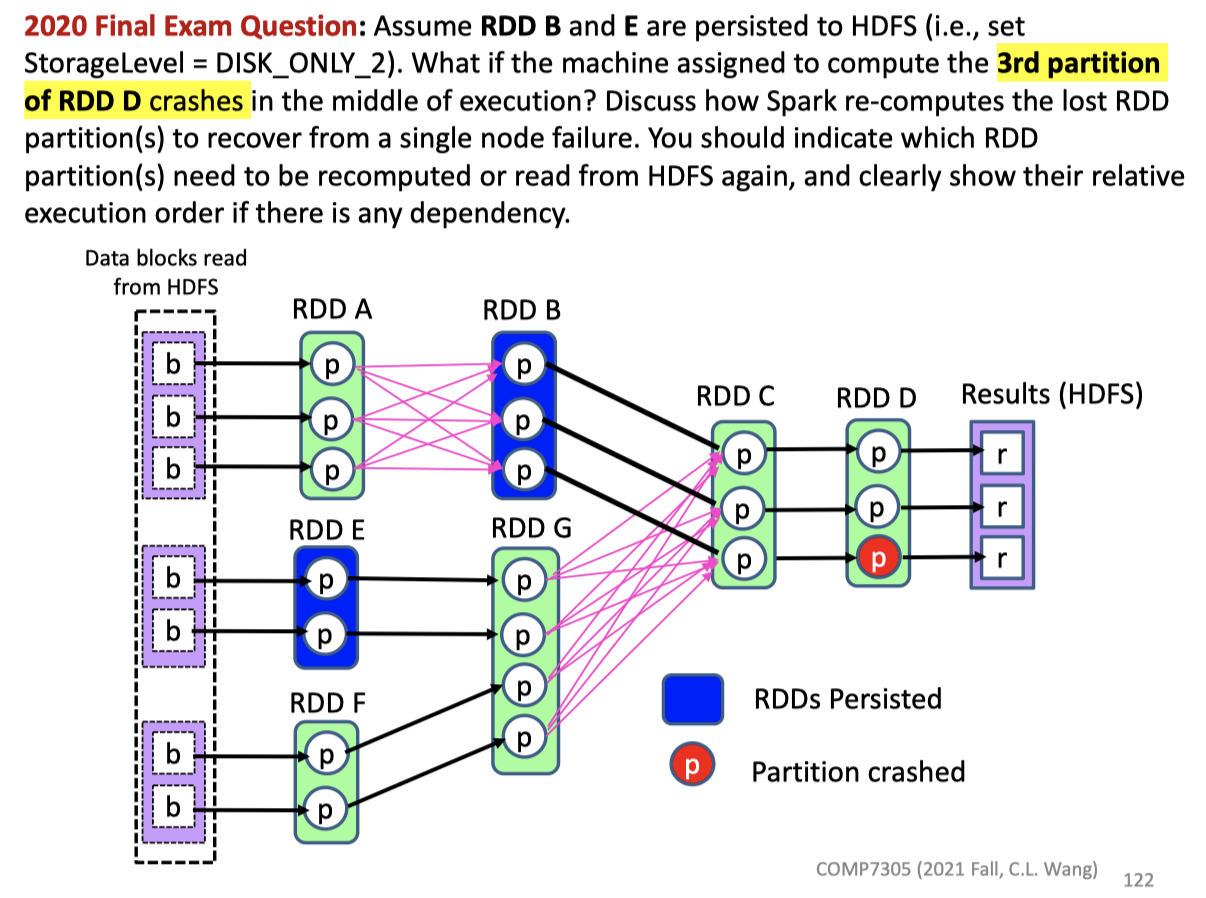 2020 Final Exam Question: Assume RDD B and E are persisted to HDFS (i.e., set
StorageLevel = DISK_ONLY_2). What if the machine assigned to compute the 3rd partition
of RDD D crashes in the middle of execution? Discuss how Spark re-computes the lost RDD
partition(s) to recover from a single node failure. You should indicate which RDD
partition(s) need to be recomputed or read from HDFS again, and clearly show their relative
execution order if there is any dependency.
Data blocks read
from HDFS
RDD A
RDD B
b
p
p
b
p
p
b
p
p
RDD C
RDD D
Results (HDFS)
p
p
r
p
p
r
p
p
r
RDD E
RDD G
b
p
p
b
p
p
p
p
RDD F
b
p
b
p
RDDs Persisted
p
Partition crashed
COMP7305 (2021 Fall, C.L. Wang)
122